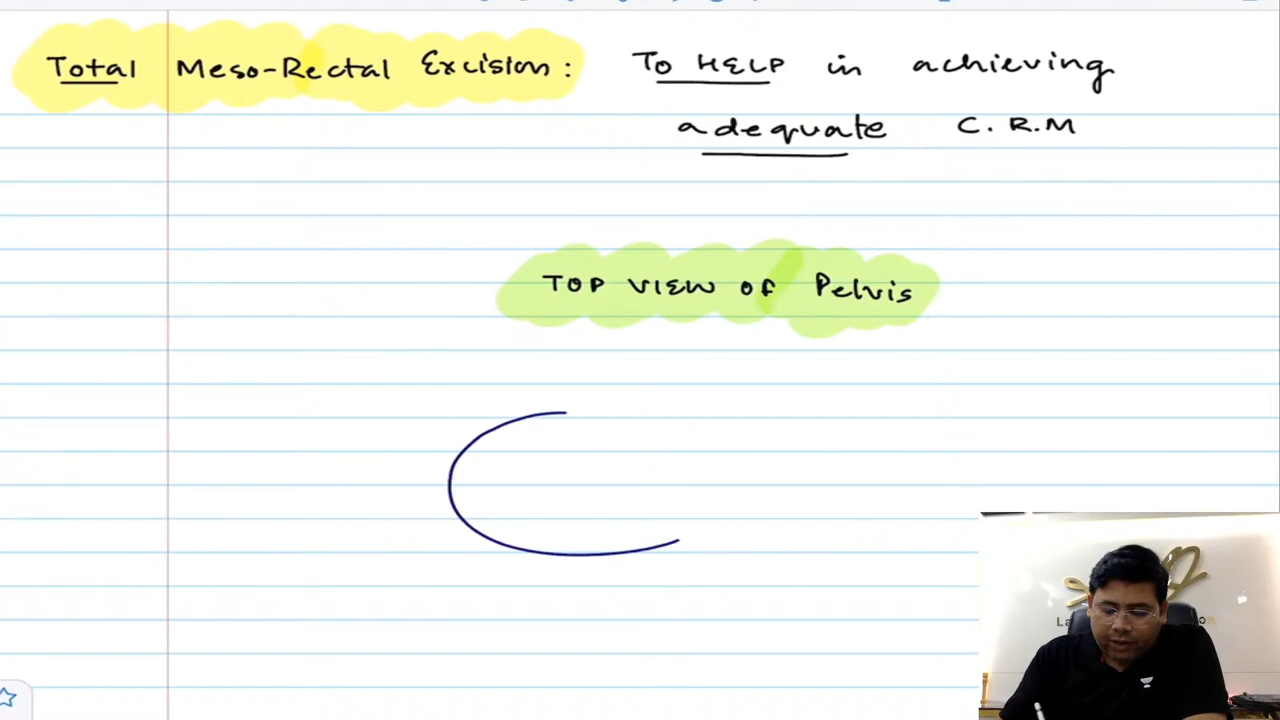 Total Meso-Rectal Excision: To HELP in achieving
adequate C.R.M
TOP VIEW OF Pelvis